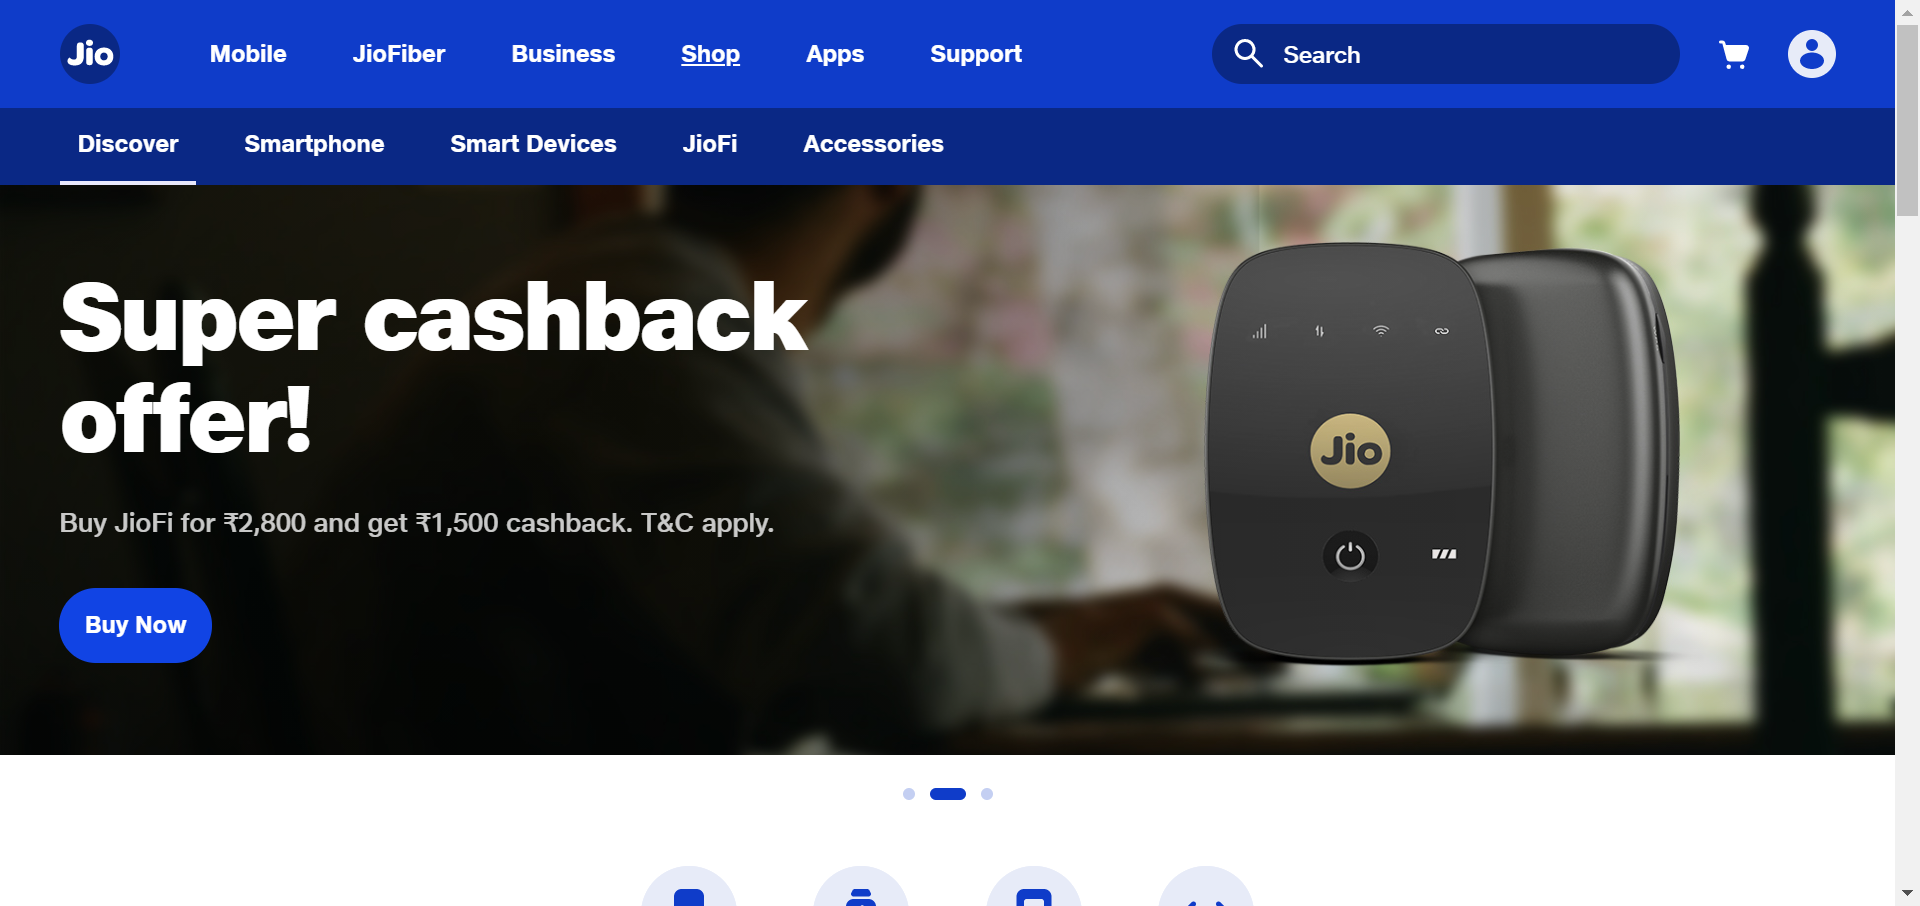 Jio
Mobile
JioFiber
Business
Shop
Apps
Support
Search
Discover
Smartphone
Smart Devices
JioFi
Accessories
Super cashback
offer!
Buy JioFi for ₹2,800 and get ₹1,500 cashback. T&C apply.
Buy Now
Jio